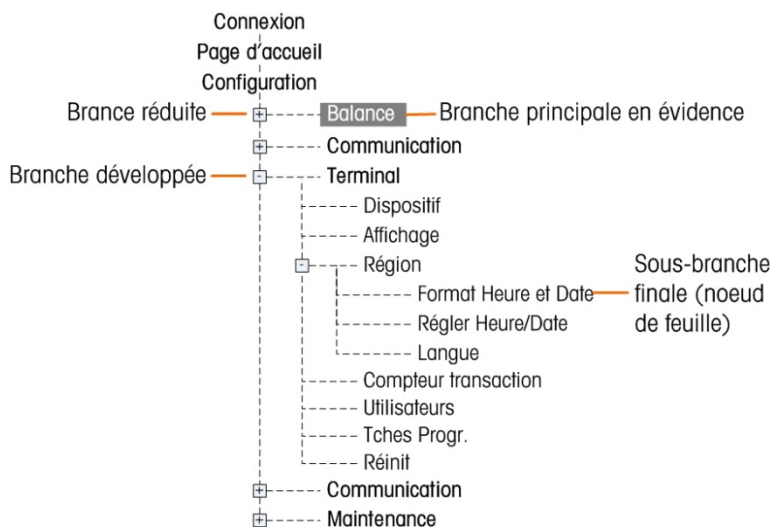 Connexion
Page d'accueil
Configuration
Brance réduite
Balance
Branche principale en évidence
Communication
Branche développée
Terminal
Dispositif
Affichage
Région
Format Heure et Date
Sous-branche
finale (noeud
de feuille)
Régler Heure/Date
Langue
Compteur transaction
Utilisateurs
Tches Progr.
Réinit
Communication
Maintenance